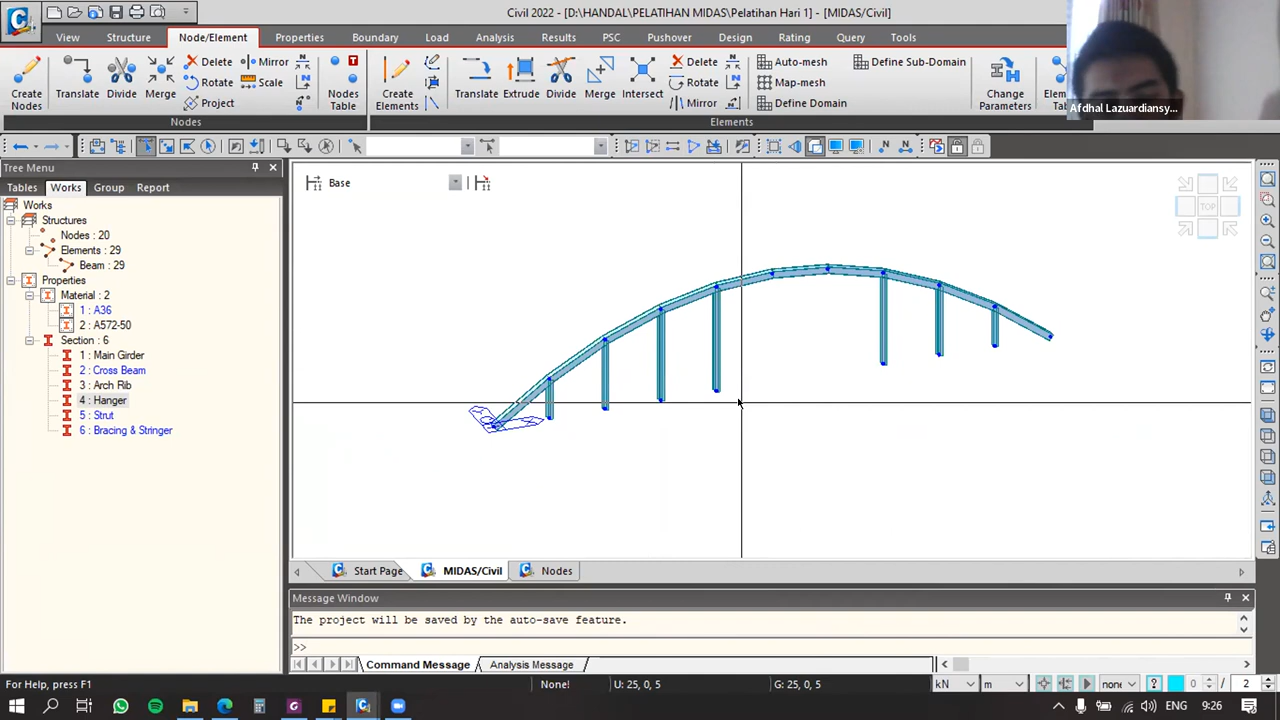 Civil 2022 - [D:\HANDAL\PELATIHAN MIDAS\Pelatihan Hari 1] - [MIDAS/Civil]
View Structure Node/Element Properties Boundary Load Analysis Results PSC Pushover Design Rating Query Tools
Create Nodes
Translate
Divide
Merge
Delete
Mirror
Rotate
Scale
Project
Nodes Table
Create Elements
Translate
Extrude
Divide
Merge
Intersect
Delete
Rotate
Mirror
Auto-mesh
Map-mesh
Define Domain
Define Sub-Domain
Change Parameters
Nodes
Elements
Afdhal Lazuardiansy...
Tree Menu
Tables Works Group Report
Works
Structures
Nodes : 20
Elements : 29
Beam : 29
Properties
Material : 2
1 : A36
2 : A572-50
Section : 6
1 : Main Girder
2 : Cross Beam
3 : Arch Rib
4 : Hanger
5 : Strut
6 : Bracing & Stringer
Base
TOP
Start Page MIDAS/Civil Nodes
Message Window
The project will be saved by the auto-save feature.
>>
Command Message Analysis Message
For Help, press F1
None!
U: 25, 0, 5
G: 25, 0, 5
kN
m
none
0
/ 2
ENG
9:26